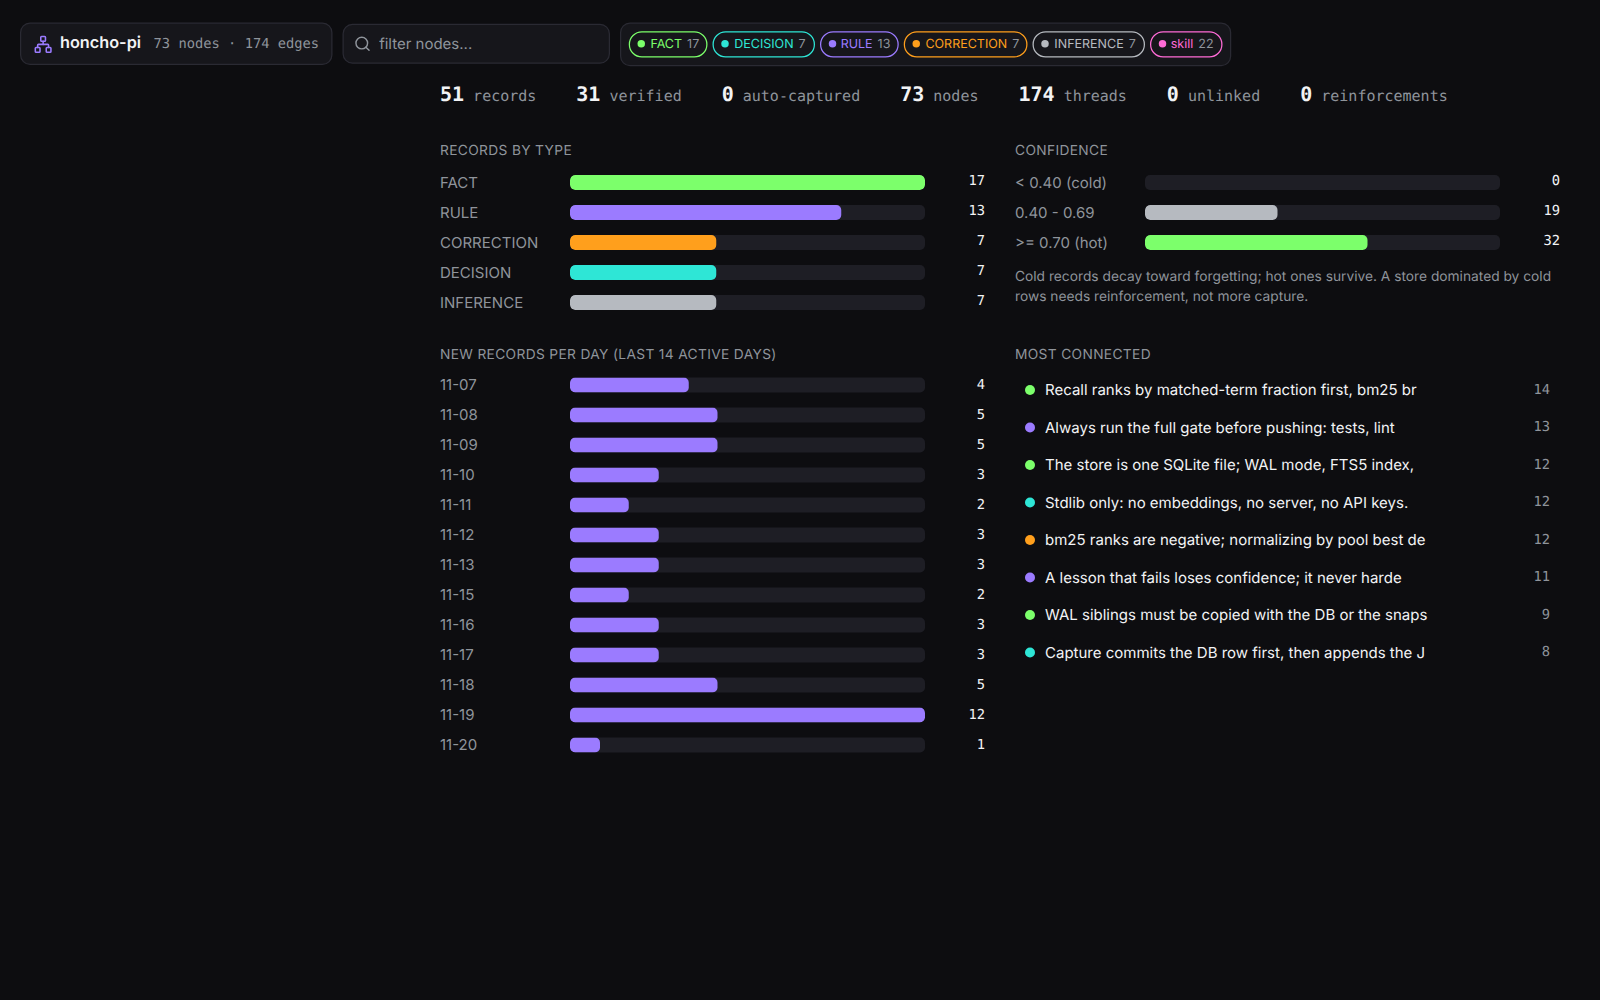 honcho-pi 73 nodes · 174 edges
filter nodes...
FACT 17 DECISION 7 RULE 13 CORRECTION 7 INFERENCE 7 skill 22
51 records 31 verified 0 auto-captured 73 nodes 174 threads 0 unlinked 0 reinforcements
RECORDS BY TYPE
FACT 17
RULE 13
CORRECTION 7
DECISION 7
INFERENCE 7
CONFIDENCE
< 0.40 (cold) 0
0.40 - 0.69 19
>= 0.70 (hot) 32
Cold records decay toward forgetting; hot ones survive. A store dominated by cold
rows needs reinforcement, not more capture.
NEW RECORDS PER DAY (LAST 14 ACTIVE DAYS)
11-07 4
11-08 5
11-09 5
11-10 3
11-11 2
11-12 3
11-13 3
11-15 2
11-16 3
11-17 3
11-18 5
11-19 12
11-20 1
MOST CONNECTED
Recall ranks by matched-term fraction first, bm25 br 14
Always run the full gate before pushing: tests, lint 13
The store is one SQLite file; WAL mode, FTS5 index, 12
Stdlib only: no embeddings, no server, no API keys. 12
bm25 ranks are negative; normalizing by pool best de 12
A lesson that fails loses confidence; it never harde 11
WAL siblings must be copied with the DB or the snaps 9
Capture commits the DB row first, then appends the J 8